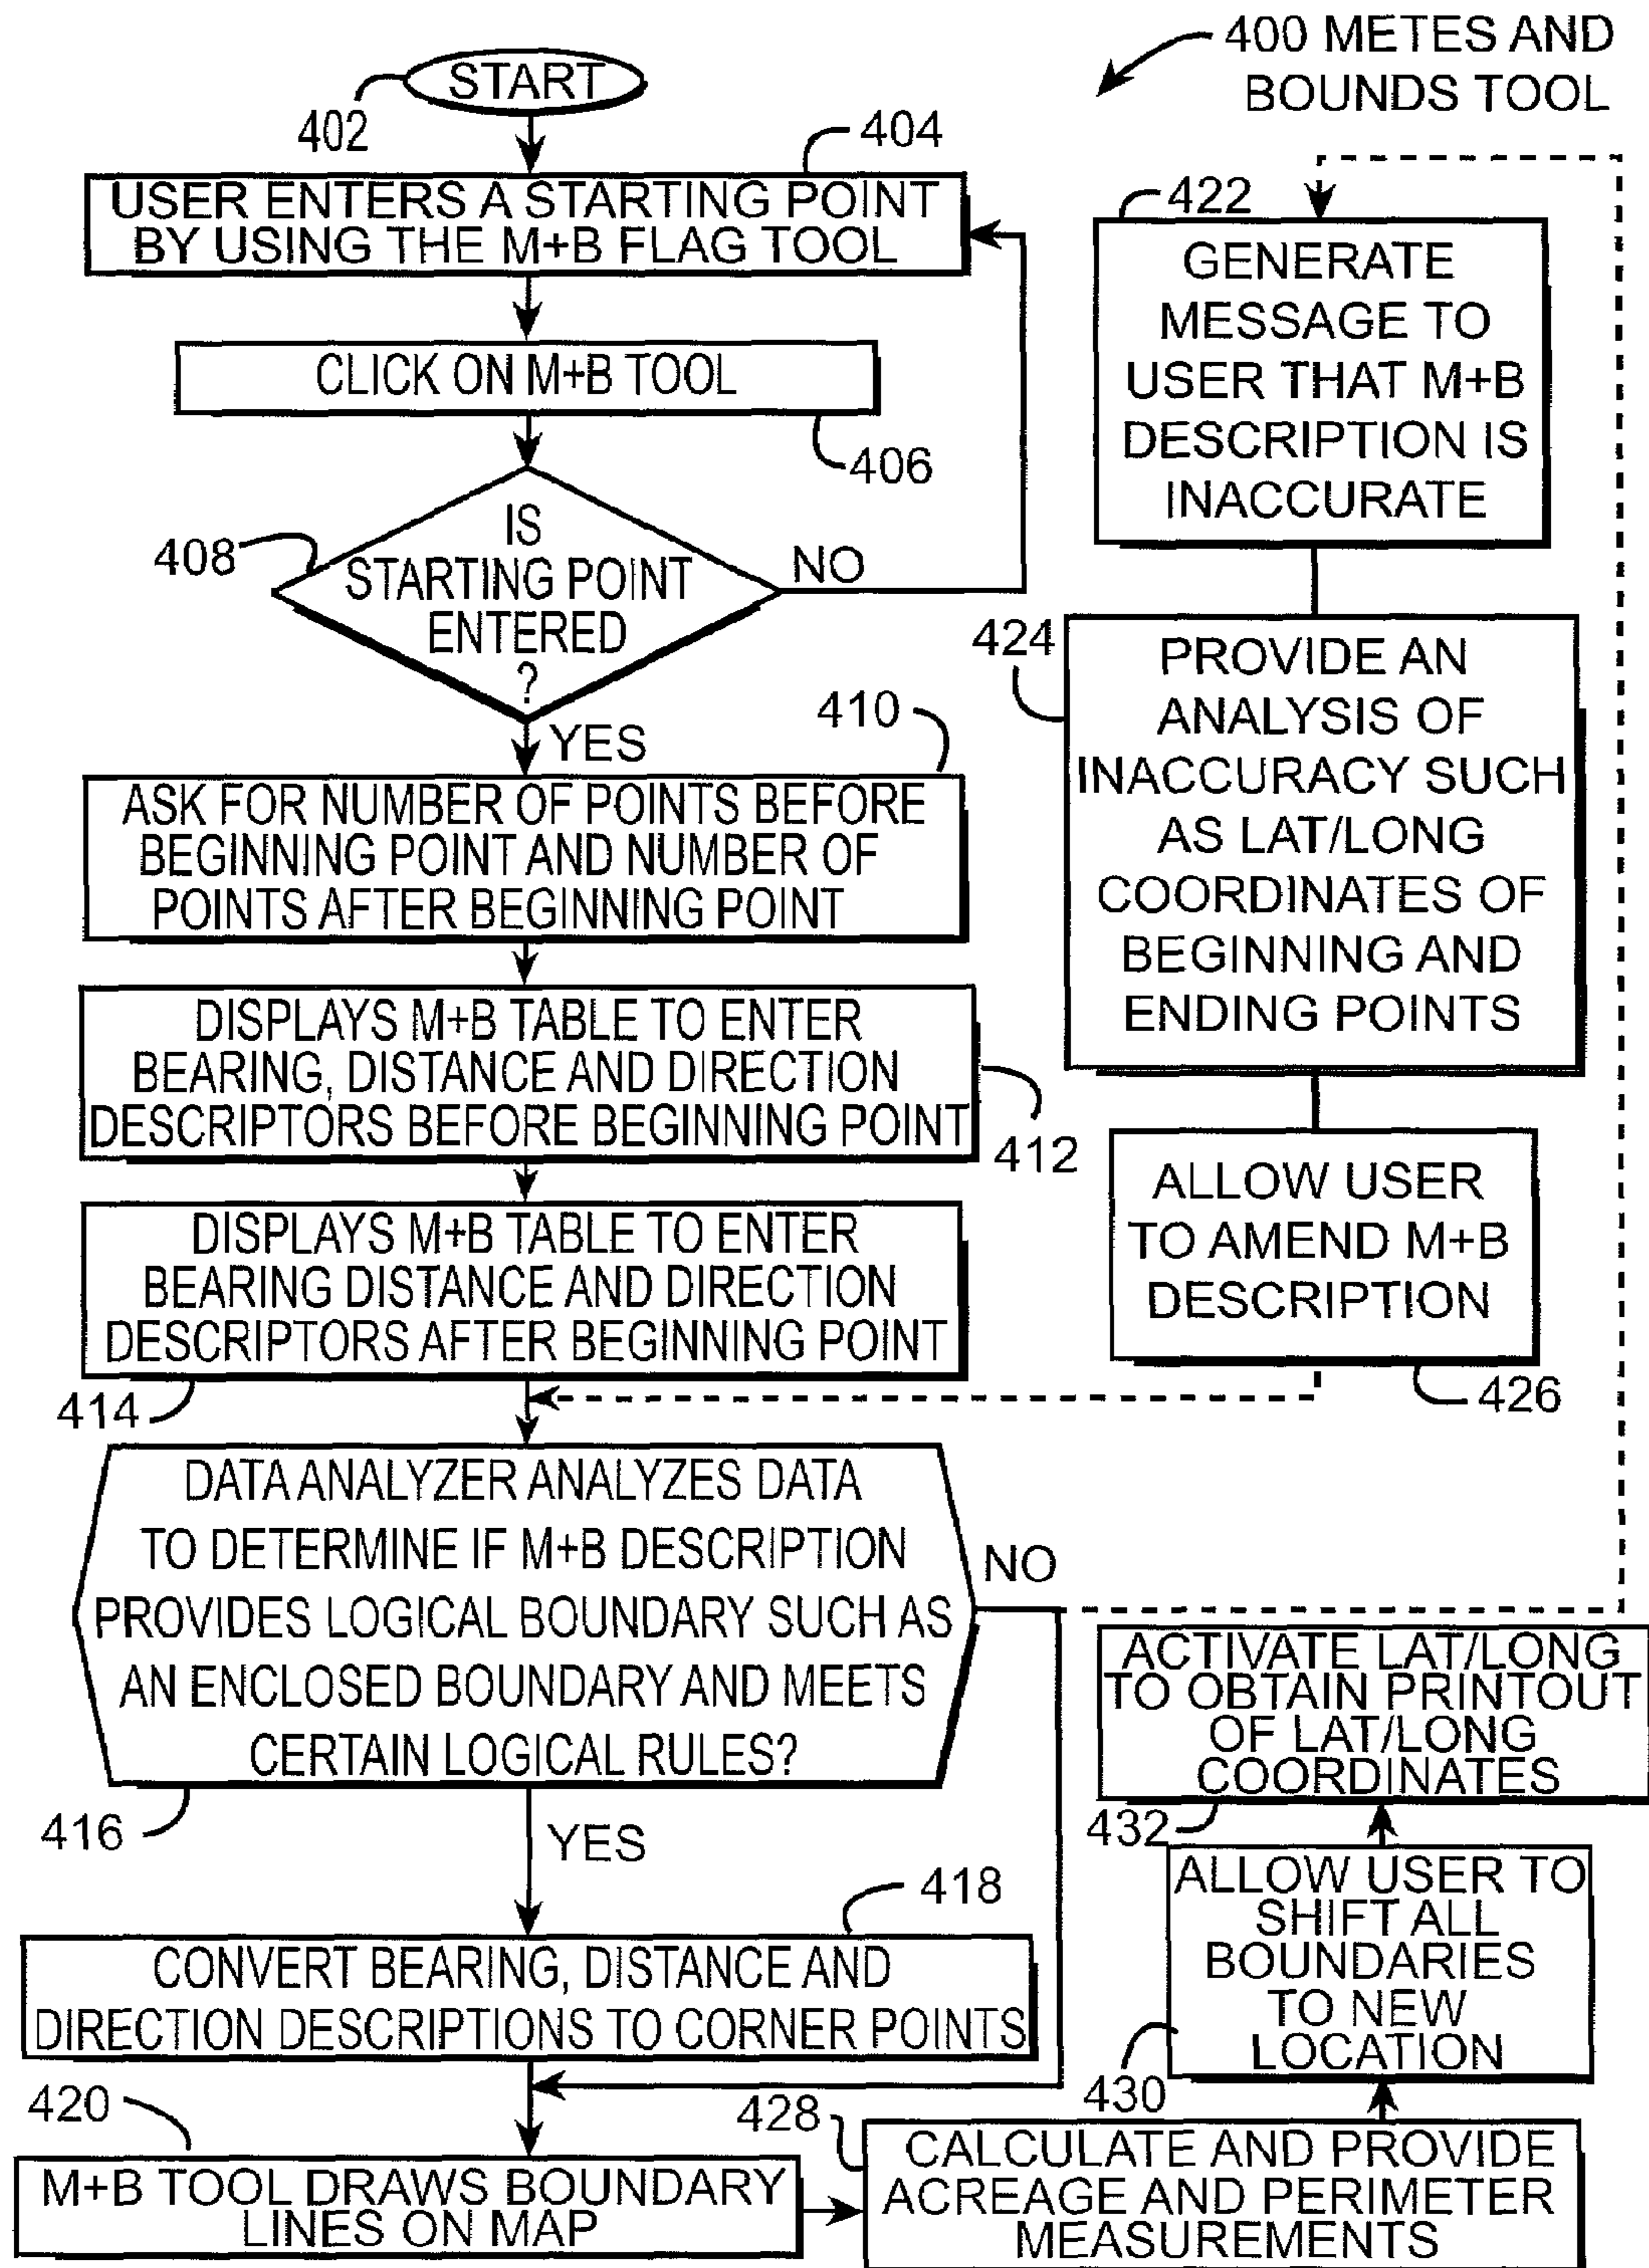 400 METES AND
BOUNDS TOOL
START
402
404
USER ENTERS A STARTING POINT
BY USING THE M+B FLAG TOOL
CLICK ON M+B TOOL
406
408
IS
STARTING POINT
ENTERED
?
NO
YES
410
ASK FOR NUMBER OF POINTS BEFORE
BEGINNING POINT AND NUMBER OF
POINTS AFTER BEGINNING POINT
DISPLAYS M+B TABLE TO ENTER
BEARING, DISTANCE AND DIRECTION
DESCRIPTORS BEFORE BEGINNING POINT
412
DISPLAYS M+B TABLE TO ENTER
BEARING DISTANCE AND DIRECTION
DESCRIPTORS AFTER BEGINNING POINT
414
DATA ANALYZER ANALYZES DATA
TO DETERMINE IF M+B DESCRIPTION
PROVIDES LOGICAL BOUNDARY SUCH AS
AN ENCLOSED BOUNDARY AND MEETS
CERTAIN LOGICAL RULES?
NO
416
YES
418
CONVERT BEARING, DISTANCE AND
DIRECTION DESCRIPTIONS TO CORNER POINTS
420
M+B TOOL DRAWS BOUNDARY
LINES ON MAP
422
GENERATE
MESSAGE TO
USER THAT M+B
DESCRIPTION IS
INACCURATE
424
PROVIDE AN
ANALYSIS OF
INACCURACY SUCH
AS LAT/LONG
COORDINATES OF
BEGINNING AND
ENDING POINTS
ALLOW USER
TO AMEND M+B
DESCRIPTION
426
ACTIVATE LAT/LONG
TO OBTAIN PRINTOUT
OF LAT/LONG
COORDINATES
432
ALLOW USER TO
SHIFT ALL
BOUNDARIES
TO NEW
LOCATION
430
428
CALCULATE AND PROVIDE
ACREAGE AND PERIMETER
MEASUREMENTS